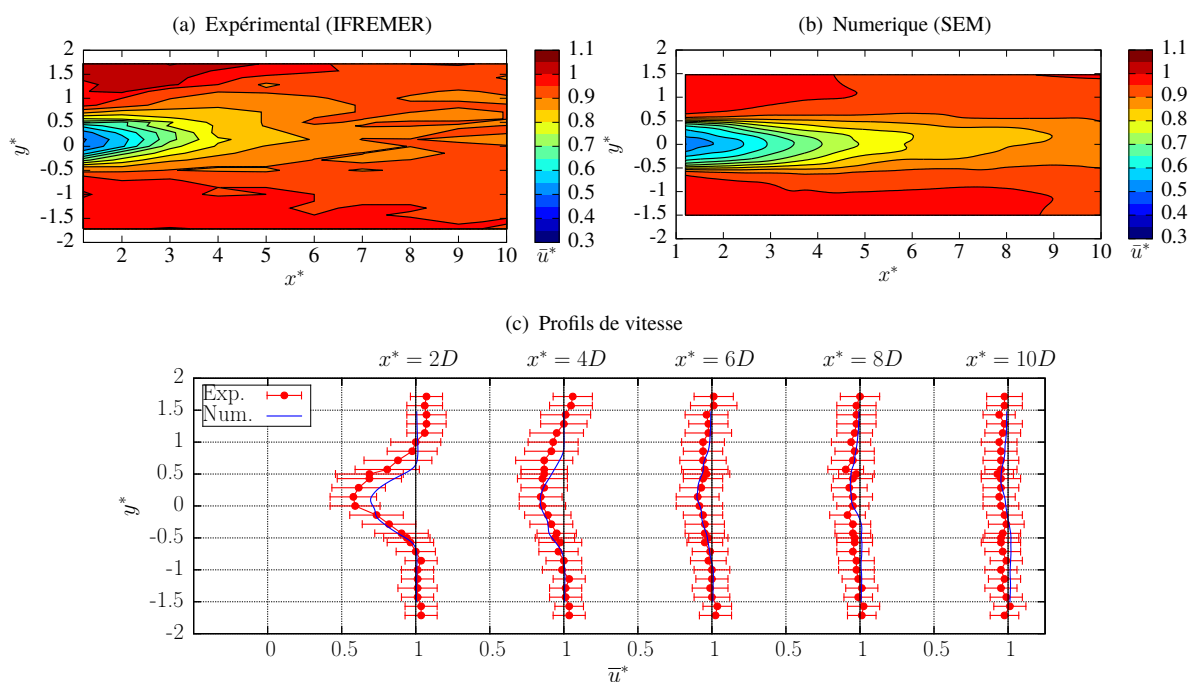 (a) Expérimental (IFREMER)
2
1.5
1
0.5
0
-0.5
-1
-1.5
-2
y*
2 3 4 5 6 7 8 9 10
x*
1.1
1
0.9
0.8
0.7
0.6
0.5
0.4
0.3
u̅*
(b) Numerique (SEM)
2
1.5
1
0.5
0
-0.5
-1
-1.5
-2
y*
1 2 3 4 5 6 7 8 9 10
x*
1.1
1
0.9
0.8
0.7
0.6
0.5
0.4
0.3
u̅*
(c) Profils de vitesse
x* = 2D x* = 4D x* = 6D x* = 8D x* = 10D
Exp.
Num.
2
1.5
1
0.5
0
-0.5
-1
-1.5
-2
y*
0 0.5 1 0.5 1 0.5 1 0.5 1 0.5 1
u̅*